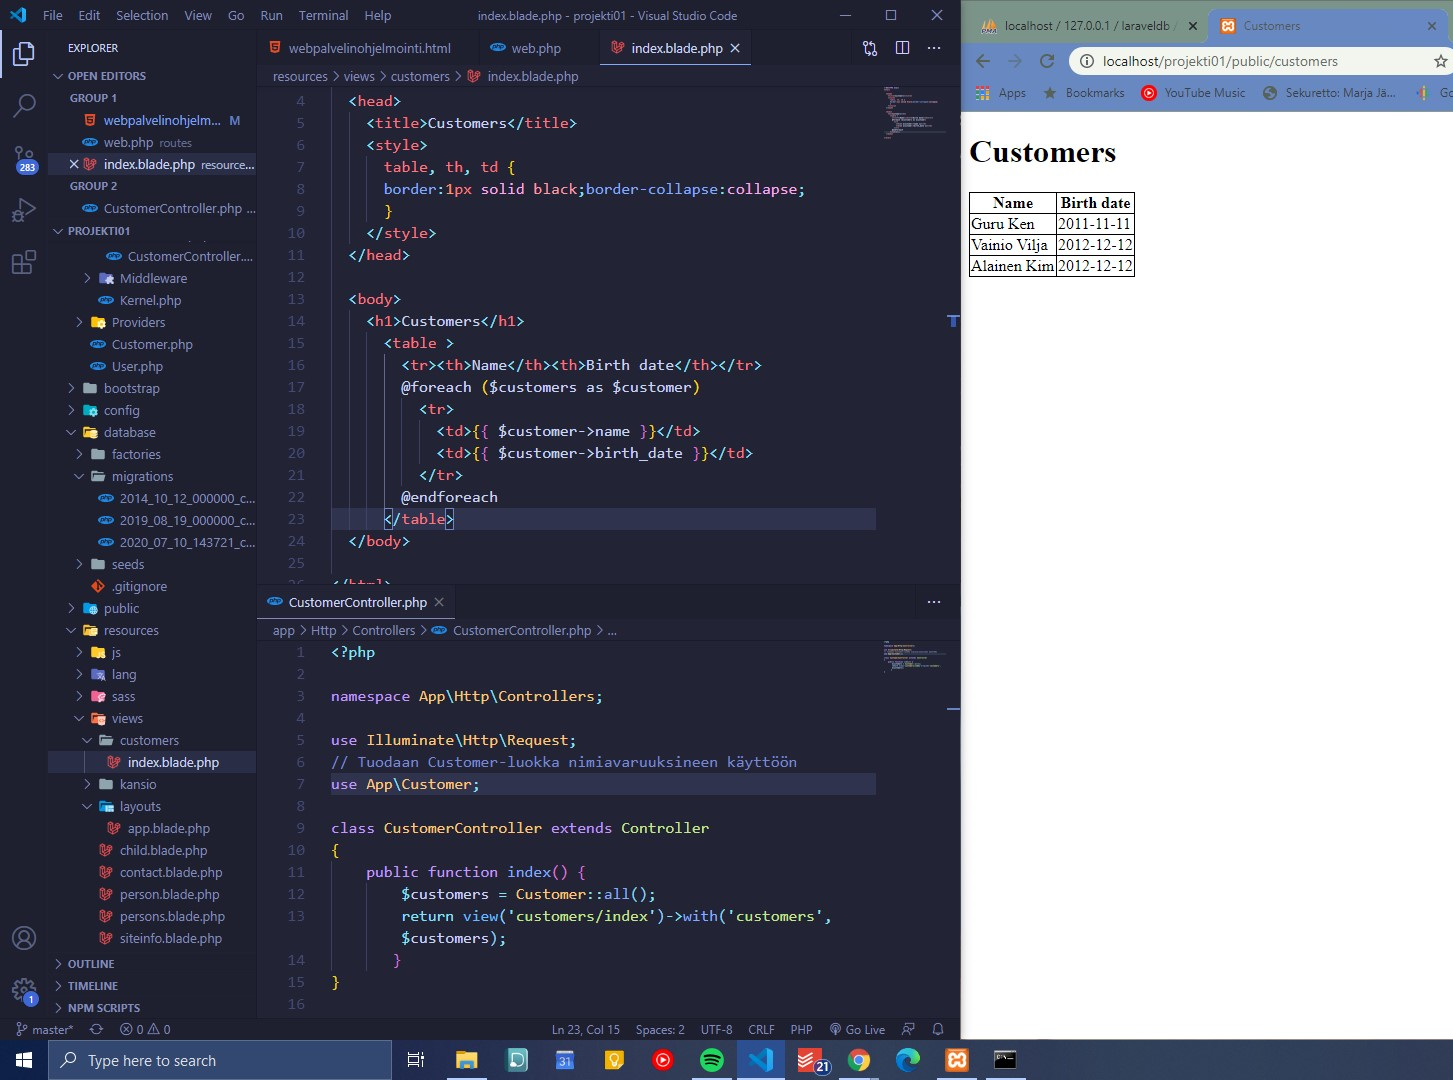 File Edit Selection View Go Run Terminal Help
index.blade.php - projekti01 - Visual Studio Code
EXPLORER
OPEN EDITORS
GROUP 1
webpalvelinohjelm... M
web.php routes
index.blade.php resource...
GROUP 2
CustomerController.php ...
PROJEKTI01
CustomerController....
Middleware
Kernel.php
Providers
Customer.php
User.php
bootstrap
config
database
factories
migrations
2014_10_12_000000_c...
2019_08_19_000000_c...
2020_07_10_143721_c...
seeds
.gitignore
public
resources
js
lang
sass
views
customers
index.blade.php
kansio
layouts
app.blade.php
child.blade.php
contact.blade.php
person.blade.php
persons.blade.php
siteinfo.blade.php
OUTLINE
TIMELINE
NPM SCRIPTS
283
1
webpalvelinohjelmointi.html
web.php
index.blade.php
resources > views > customers > index.blade.php
4 <head>
5 <title>Customers</title>
6 <style>
7 table, th, td {
8 border:1px solid black;border-collapse:collapse;
9 }
10 </style>
11 </head>
12
13 <body>
14 <h1>Customers</h1>
15 <table >
16 <tr><th>Name</th><th>Birth date</th></tr>
17 @foreach ($customers as $customer)
18 <tr>
19 <td>{{ $customer->name }}</td>
20 <td>{{ $customer->birth_date }}</td>
21 </tr>
22 @endforeach
23 </table>
24 </body>
25
26 </html>
CustomerController.php
app > Http > Controllers > CustomerController.php > ...
1 <?php
2
3 namespace App\Http\Controllers;
4
5 use Illuminate\Http\Request;
6 // Tuodaan Customer-luokka nimiavaruuksineen käyttöön
7 use App\Customer;
8
9 class CustomerController extends Controller
10 {
11 public function index() {
12 $customers = Customer::all();
13 return view('customers/index')->with('customers',
$customers);
14 }
15 }
16
master* 0 0 Ln 23, Col 15 Spaces: 2 UTF-8 CRLF PHP Go Live
localhost / 127.0.0.1 / laraveldb /
Customers
localhost/projekti01/public/customers
Apps Bookmarks YouTube Music Sekuretto: Marja Jä... Go
Customers
Name Birth date
Guru Ken 2011-11-11
Vainio Vilja 2012-12-12
Alainen Kim 2012-12-12
Type here to search
31
21